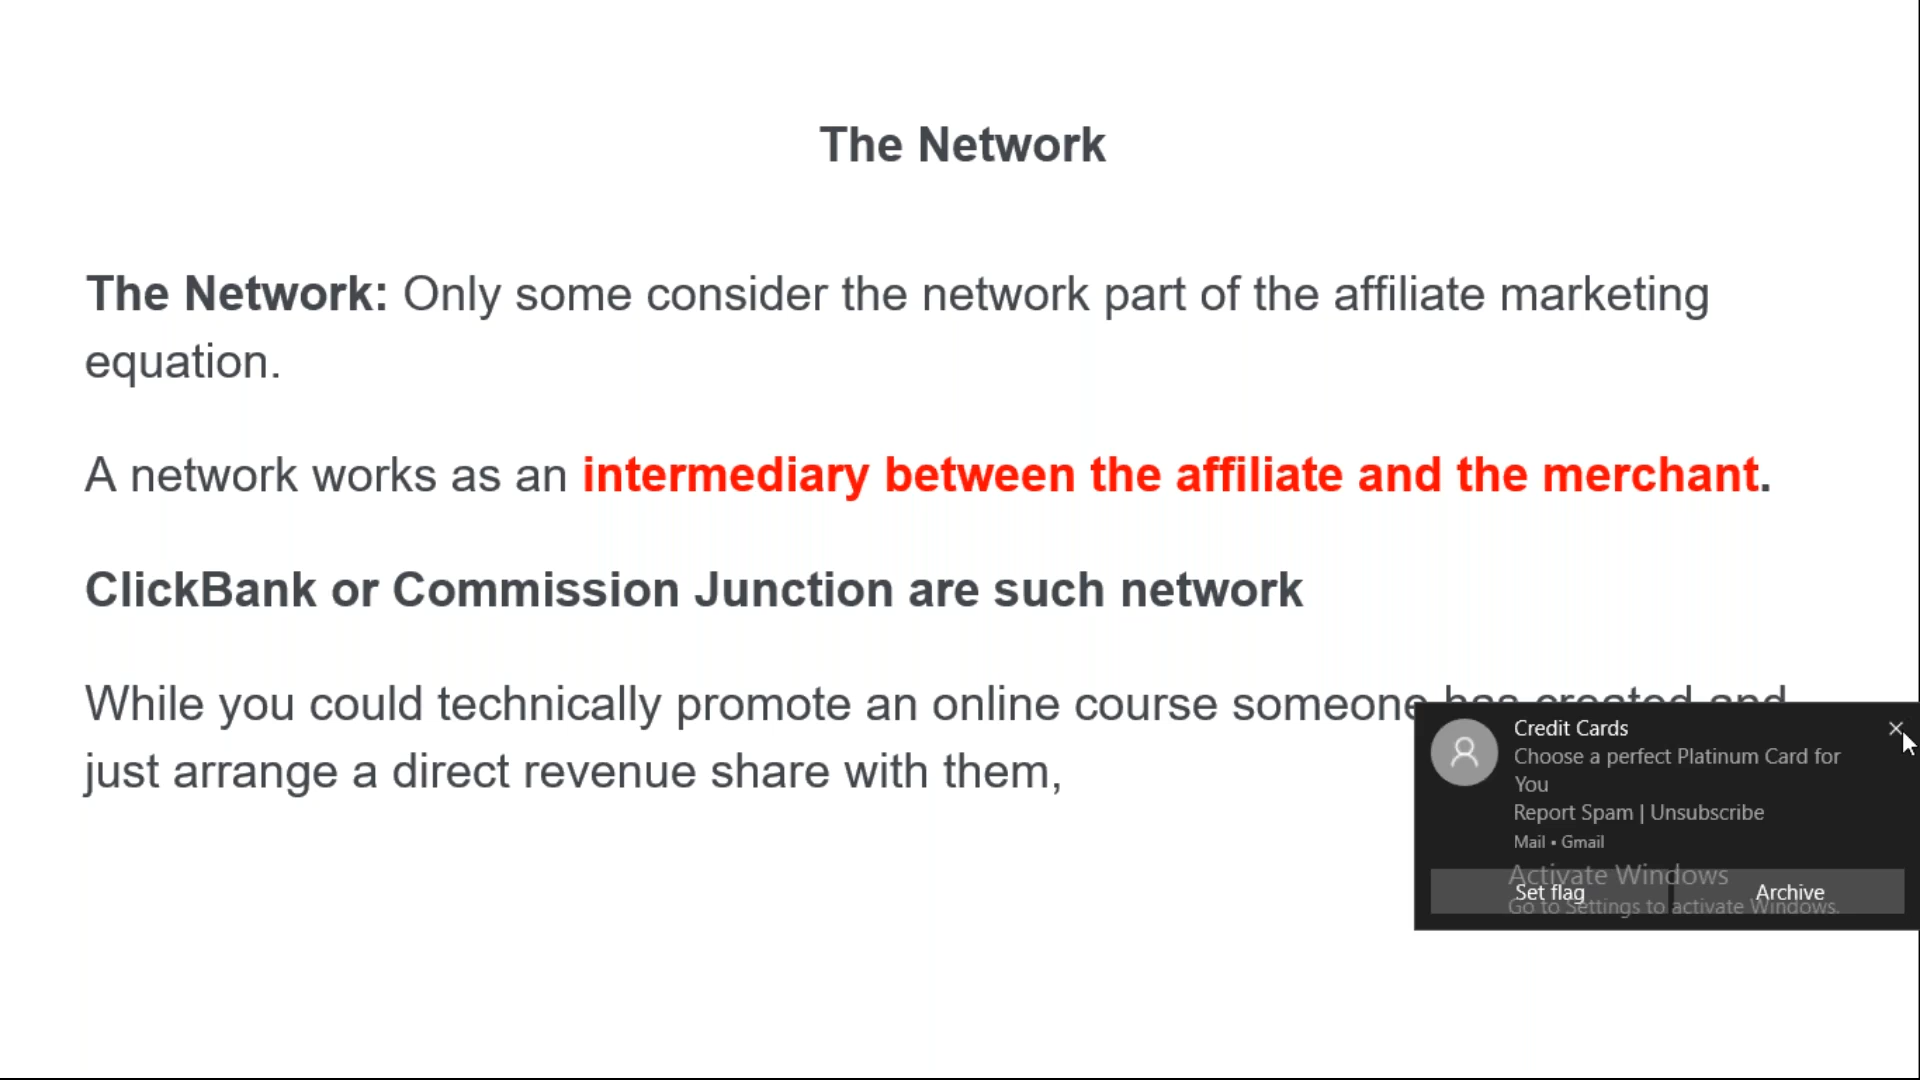 The Network
The Network: Only some consider the network part of the affiliate marketing
equation.
A network works as an intermediary between the affiliate and the merchant.
ClickBank or Commission Junction are such network
While you could technically promote an online course someone has created and
just arrange a direct revenue share with them,
Credit Cards
Choose a perfect Platinum Card for
You
Report Spam | Unsubscribe
Mail • Gmail
Activate Windows
Set flag
Archive
Go to Settings to activate Windows.